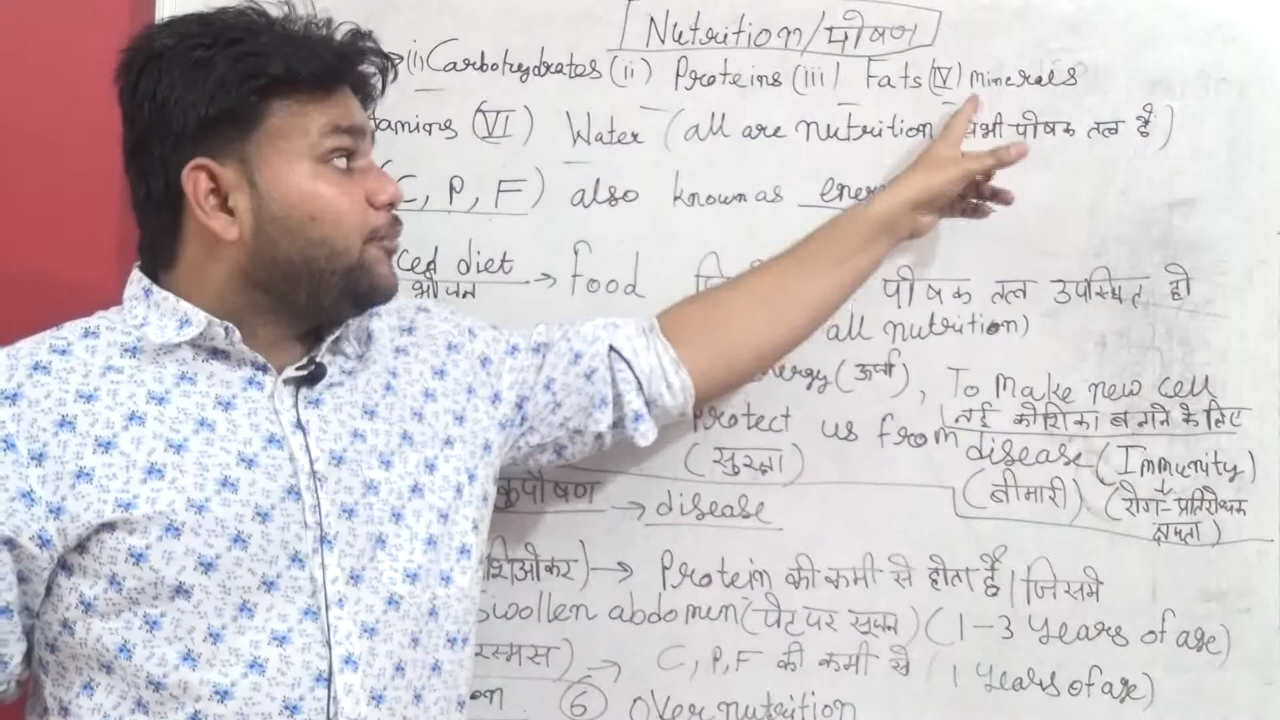 Nutrition/पोषण
(i) Carbohydrates (ii) Proteins (iii) Fats (IV) Minerals
tamins (VI) Water (all are nutrition सभी पोषक तत्व है)
C, P, F) also known as ener
ced diet → Food पोषक तत्व उपस्थित हो
भोजन
all nutrition)
nergy (ऊर्जा), To Make new cell
नई कोशिका बनाने के लिए
Protect us from disease (Immunity)
(सुरक्षा) (बीमारी) (रोग-प्रतिरोधक
क्षमता)
कुपोषण → disease
शिओकर) → Protein की कमी से होता है | जिसमे
Swollen abdomen (पेट पर सूजन) (1-3 years of age)
रस्मस) → C, P, F की कमी से (1 years of age)
on ⑥ Over nutrition